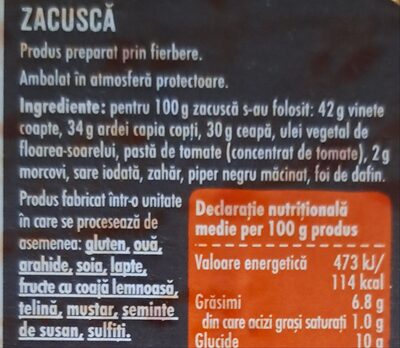 ZACUSCĂ
Produs preparat prin fierbere.
Ambalat în atmosferă protectoare.
Ingrediente: pentru 100 g zacuscă s-au folosit: 42 g vinete
coapte, 34 g ardei capia copți, 30 g ceapă, ulei vegetal de
floarea-soarelui, pastă de tomate (concentrat de tomate), 2 g
morcovi, sare iodată, zahăr, piper negru măcinat, foi de dafin.
Produs fabricat într-o unitate
în care se procesează de
asemenea: gluten, ouă,
arahide, soia, lapte,
fructe cu coajă lemnoasă,
țelină, muștar, semințe
de susan, sulfiți.
Declarație nutrițională
medie per 100 g produs
Valoare energetică 473 kJ/
114 kcal
Grăsimi 6.8 g
din care acizi grași saturați 1.0 g
Glucide 10 g